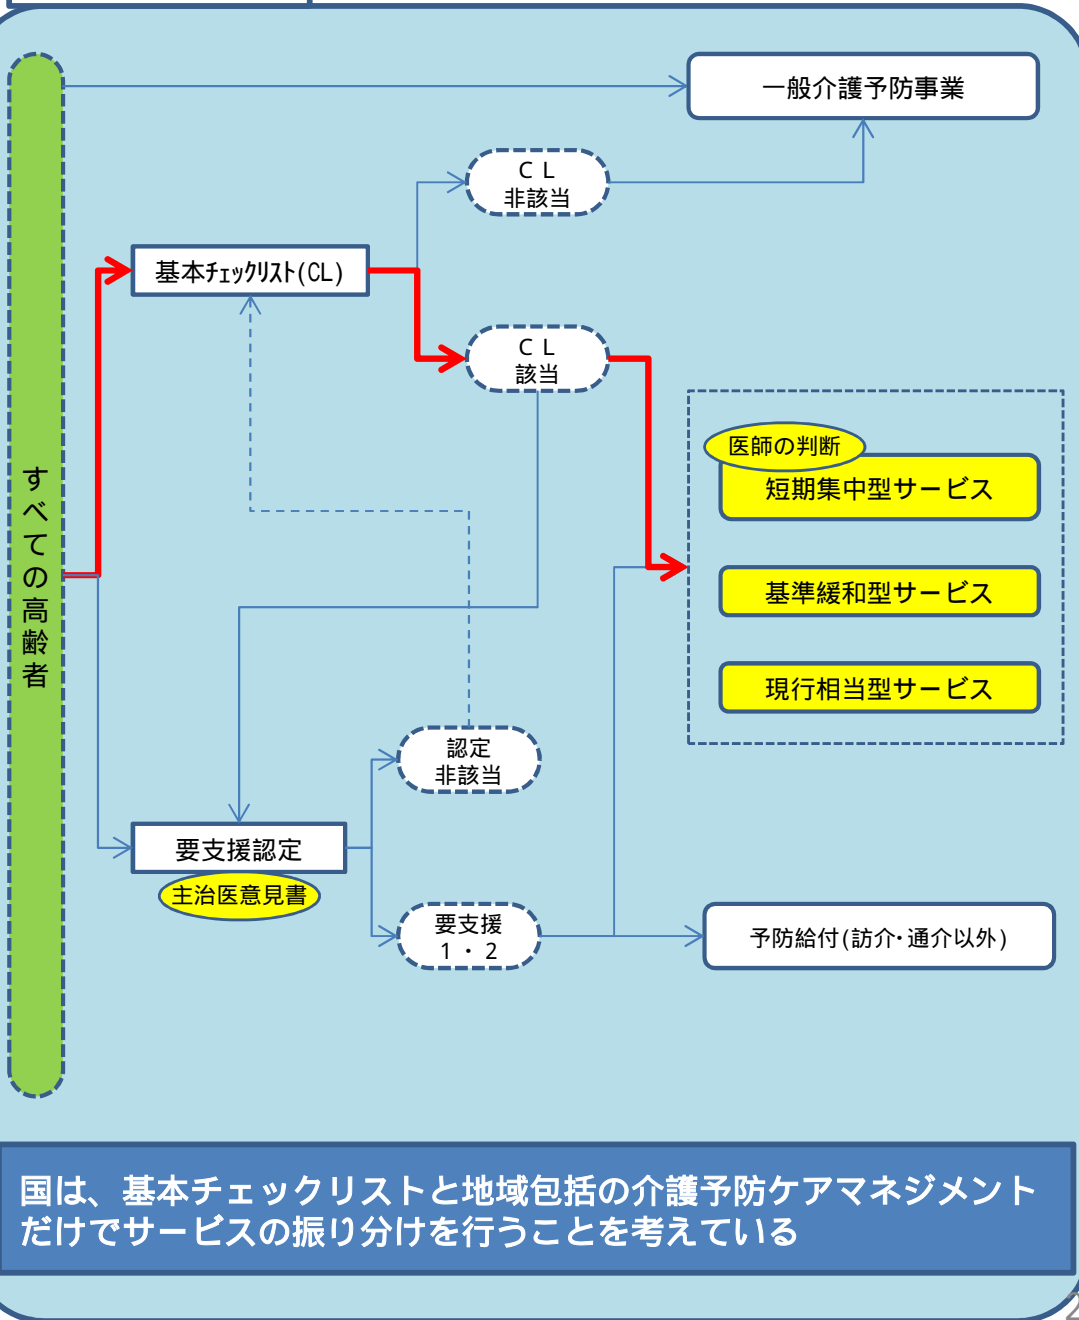 一般介護予防事業
ＣＬ
非該当
基本ﾁｪｯｸﾘｽﾄ(CL)
ＣＬ
該当
すべての高齢者
医師の判断
短期集中型サービス
基準緩和型サービス
現行相当型サービス
認定
非該当
要支援認定
主治医意見書
要支援
1・2
予防給付(訪介・通介以外)
国は、基本チェックリストと地域包括の介護予防ケアマネジメント
だけでサービスの振り分けを行うことを考えている